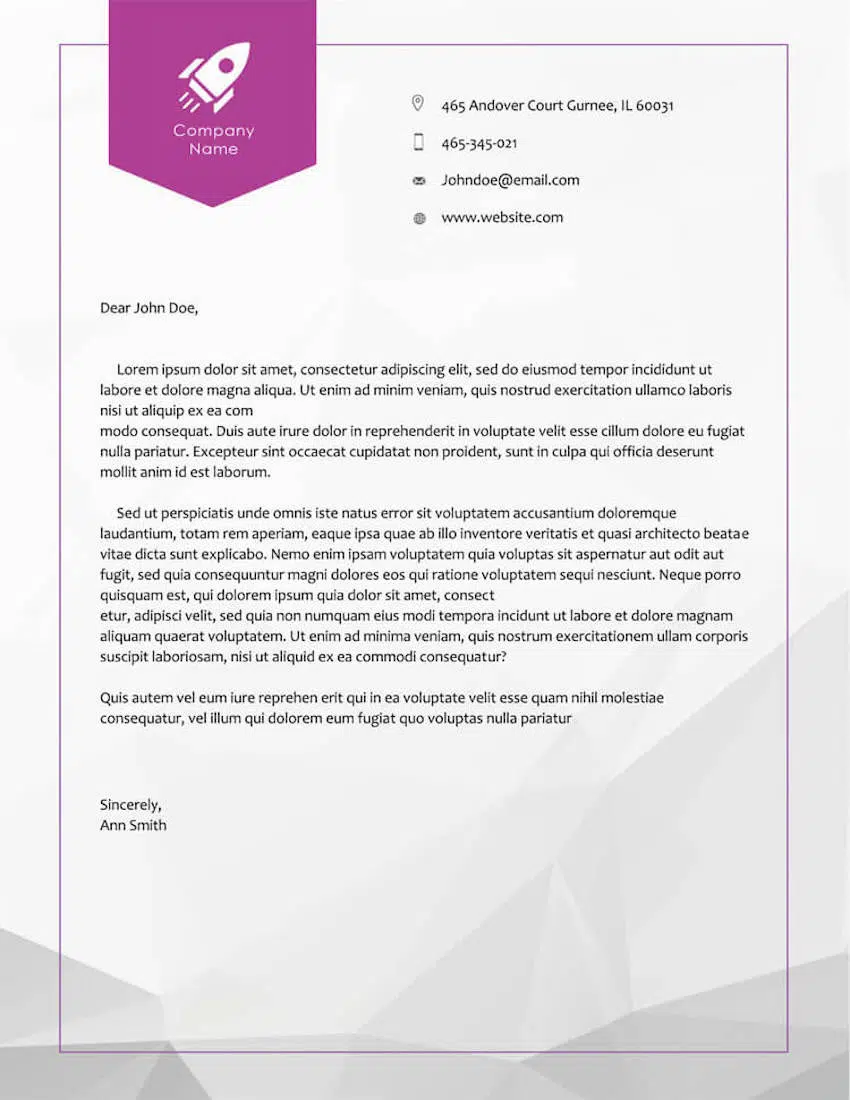 Company
Name
465 Andover Court Gurnee, IL 60031
465-345-021
Johndoe@email.com
www.website.com
Dear John Doe,
Lorem ipsum dolor sit amet, consectetur adipiscing elit, sed do eiusmod tempor incididunt ut
labore et dolore magna aliqua. Ut enim ad minim veniam, quis nostrud exercitation ullamco laboris
nisi ut aliquip ex ea com
modo consequat. Duis aute irure dolor in reprehenderit in voluptate velit esse cillum dolore eu fugiat
nulla pariatur. Excepteur sint occaecat cupidatat non proident, sunt in culpa qui officia deserunt
mollit anim id est laborum.
Sed ut perspiciatis unde omnis iste natus error sit voluptatem accusantium doloremque
laudantium, totam rem aperiam, eaque ipsa quae ab illo inventore veritatis et quasi architecto beatae
vitae dicta sunt explicabo. Nemo enim ipsam voluptatem quia voluptas sit aspernatur aut odit aut
fugit, sed quia consequuntur magni dolores eos qui ratione voluptatem sequi nesciunt. Neque porro
quisquam est, qui dolorem ipsum quia dolor sit amet, consect
etur, adipisci velit, sed quia non numquam eius modi tempora incidunt ut labore et dolore magnam
aliquam quaerat voluptatem. Ut enim ad minima veniam, quis nostrum exercitationem ullam corporis
suscipit laboriosam, nisi ut aliquid ex ea commodi consequatur?
Quis autem vel eum iure reprehen erit qui in ea voluptate velit esse quam nihil molestiae
consequatur, vel illum qui dolorem eum fugiat quo voluptas nulla pariatur
Sincerely,
Ann Smith